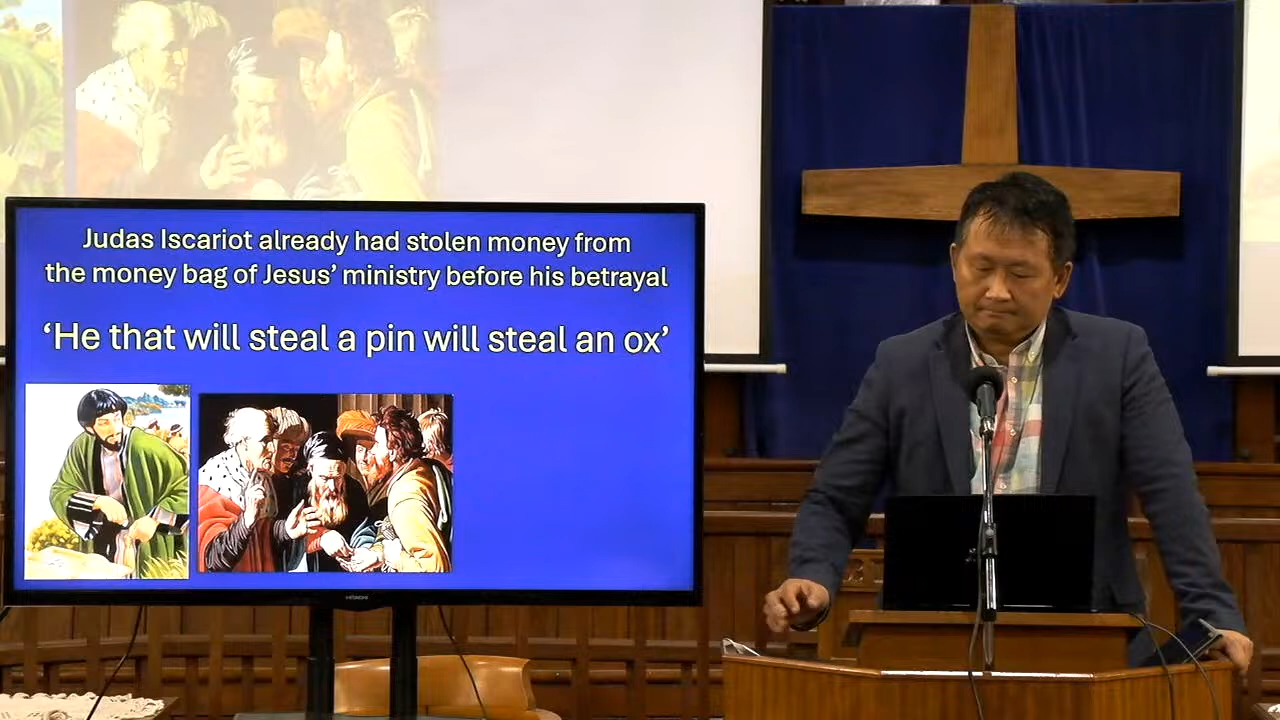 Judas Iscariot already had stolen money from
the money bag of Jesus’ ministry before his betrayal
‘He that will steal a pin will steal an ox’
HITACHI